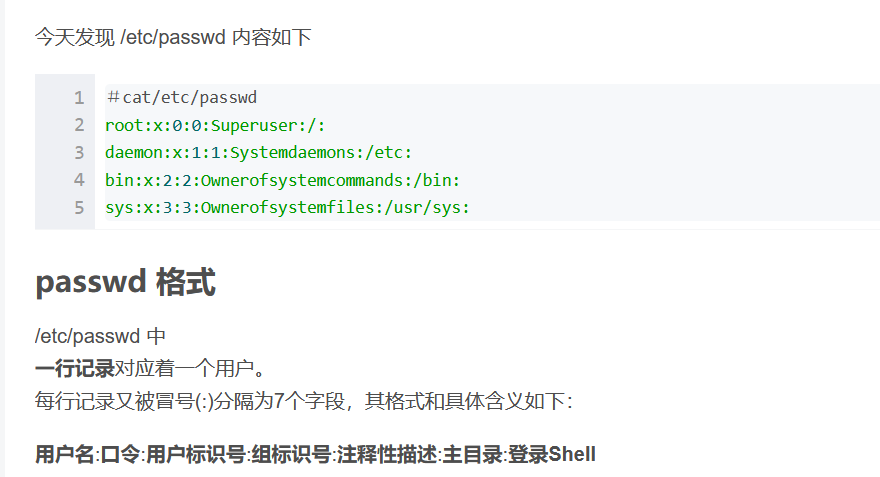 今天发现 /etc/passwd 内容如下
1 #cat/etc/passwd
2 root:x:0:0:Superuser:/:
3 daemon:x:1:1:Systemdaemons:/etc:
4 bin:x:2:2:Ownerofsystemcommands:/bin:
5 sys:x:3:3:Ownerofsystemfiles:/usr/sys:
passwd 格式
/etc/passwd 中
一行记录对应着一个用户。
每行记录又被冒号(:)分隔为7个字段，其格式和具体含义如下：
用户名:口令:用户标识号:组标识号:注释性描述:主目录:登录Shell